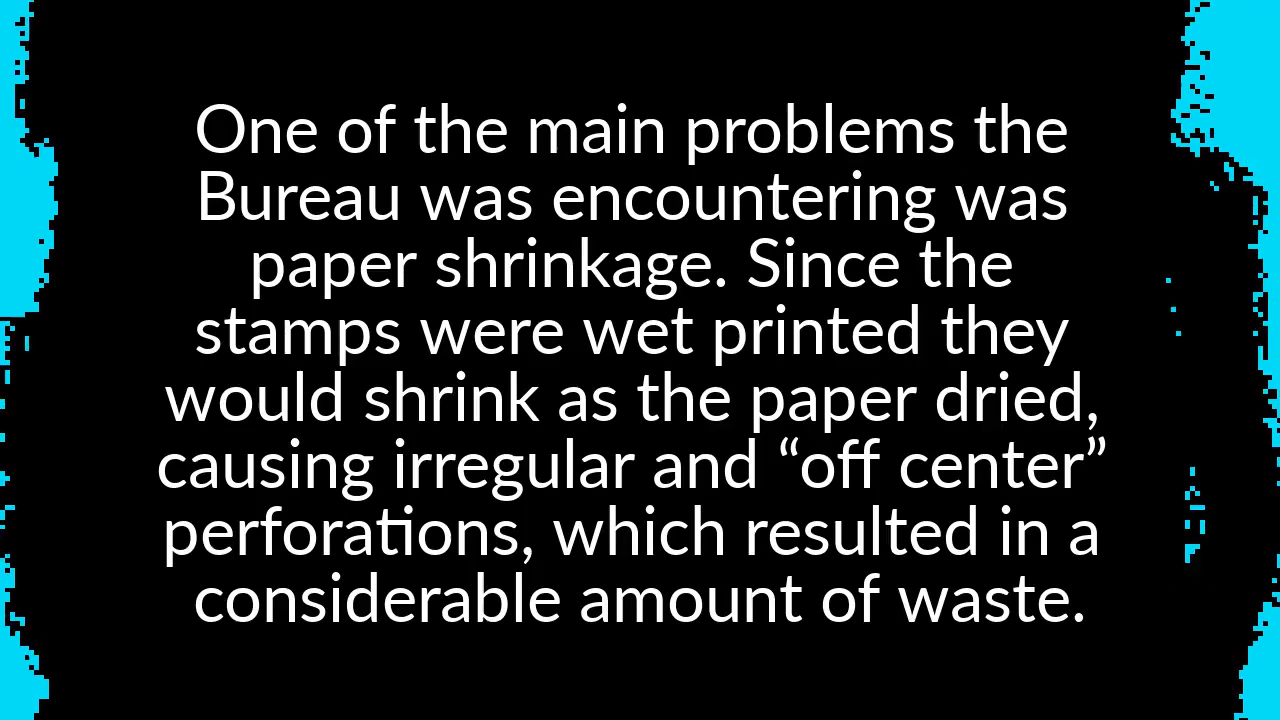 One of the main problems the
Bureau was encountering was
paper shrinkage. Since the
stamps were wet printed they
would shrink as the paper dried,
causing irregular and “off center”
perforations, which resulted in a
considerable amount of waste.